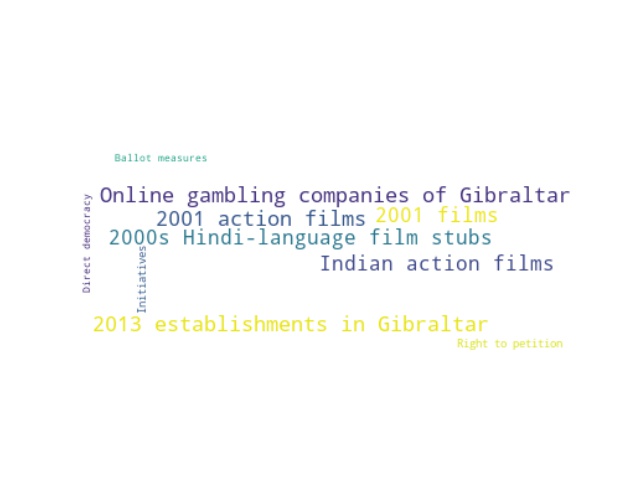 Ballot measures
Online gambling companies of Gibraltar
2001 action films
2001 films
2000s Hindi-language film stubs
Direct democracy
Initiatives
Indian action films
2013 establishments in Gibraltar
Right to petition